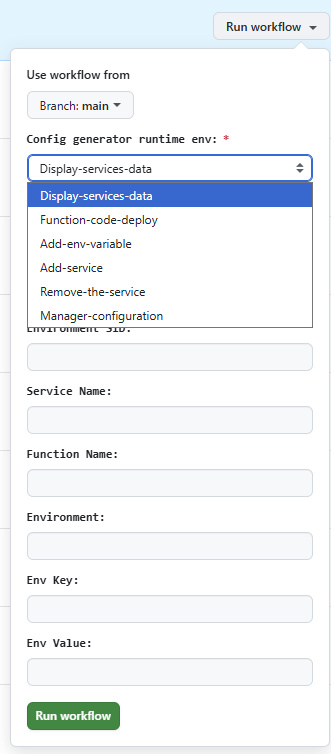 Run workflow
Use workflow from
Branch: main
Config generator runtime env: *
Display-services-data
Display-services-data
Function-code-deploy
Add-env-variable
Add-service
Remove-the-service
Manager-configuration
Environment SID:
Service Name:
Function Name:
Environment:
Env Key:
Env Value:
Run workflow